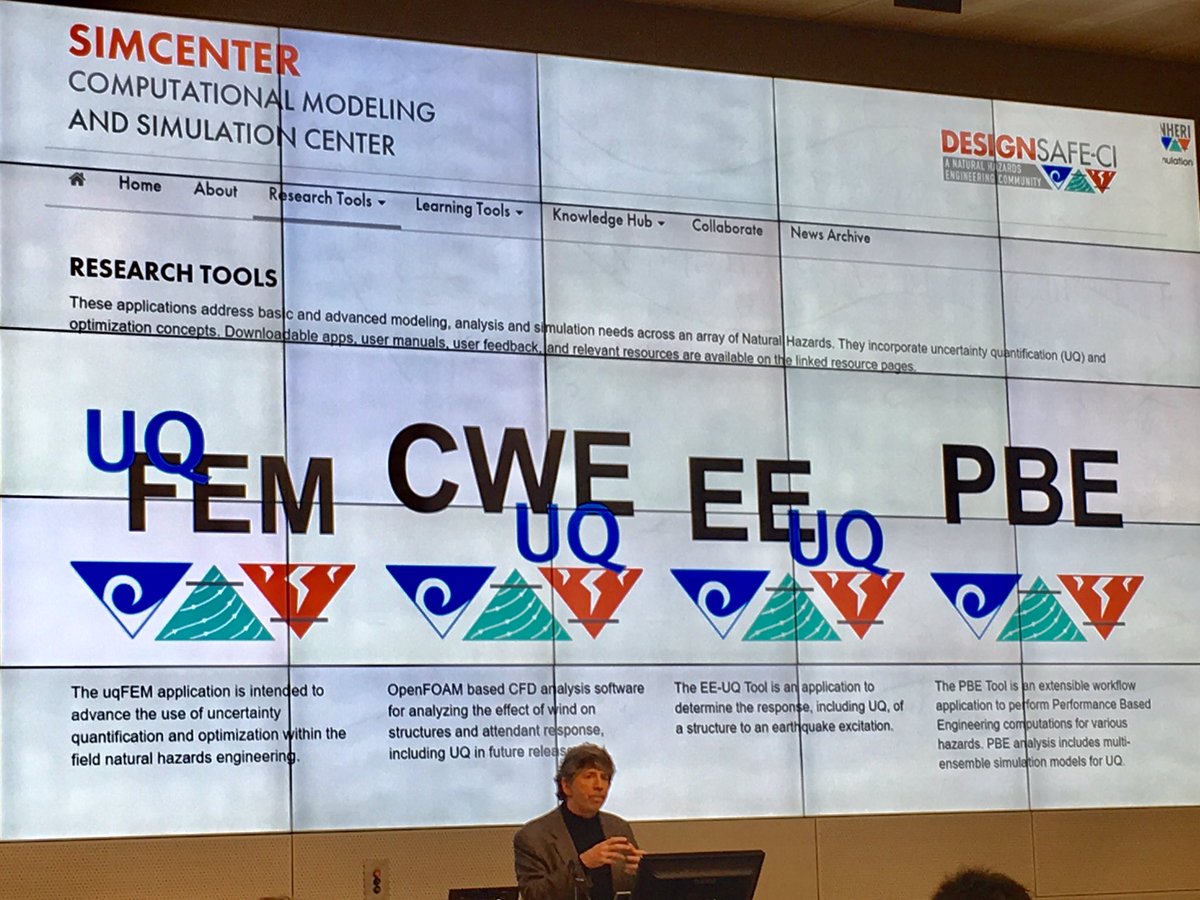 SIMCENTER
COMPUTATIONAL MODELING
AND SIMULATION CENTER
DESIGNSAFE-CI
A NATURAL HAZARDS
ENGINEERING COMMUNITY
NHERI
Home
About
Research Tools
Learning Tools
Knowledge Hub
Collaborate
News Archive
RESEARCH TOOLS
These applications address basic and advanced modeling, analysis and simulation needs across an array of Natural Hazards. They incorporate uncertainty quantification (UQ) and
optimization concepts. Downloadable apps, user manuals, user feedback, and relevant resources are available on the linked resource pages.
UQ
FEM
CWE
UQ
EE
UQ
PBE
The uqFEM application is intended to
advance the use of uncertainty
quantification and optimization within the
field natural hazards engineering.
OpenFOAM based CFD analysis software
for analyzing the effect of wind on
structures and attendant response,
including UQ in future releas
The EE-UQ Tool is an application to
determine the response, including UQ, of
a structure to an earthquake excitation.
The PBE Tool is an extensible workflow
application to perform Performance Based
Engineering computations for various
hazards. PBE analysis includes multi-
ensemble simulation models for UQ.